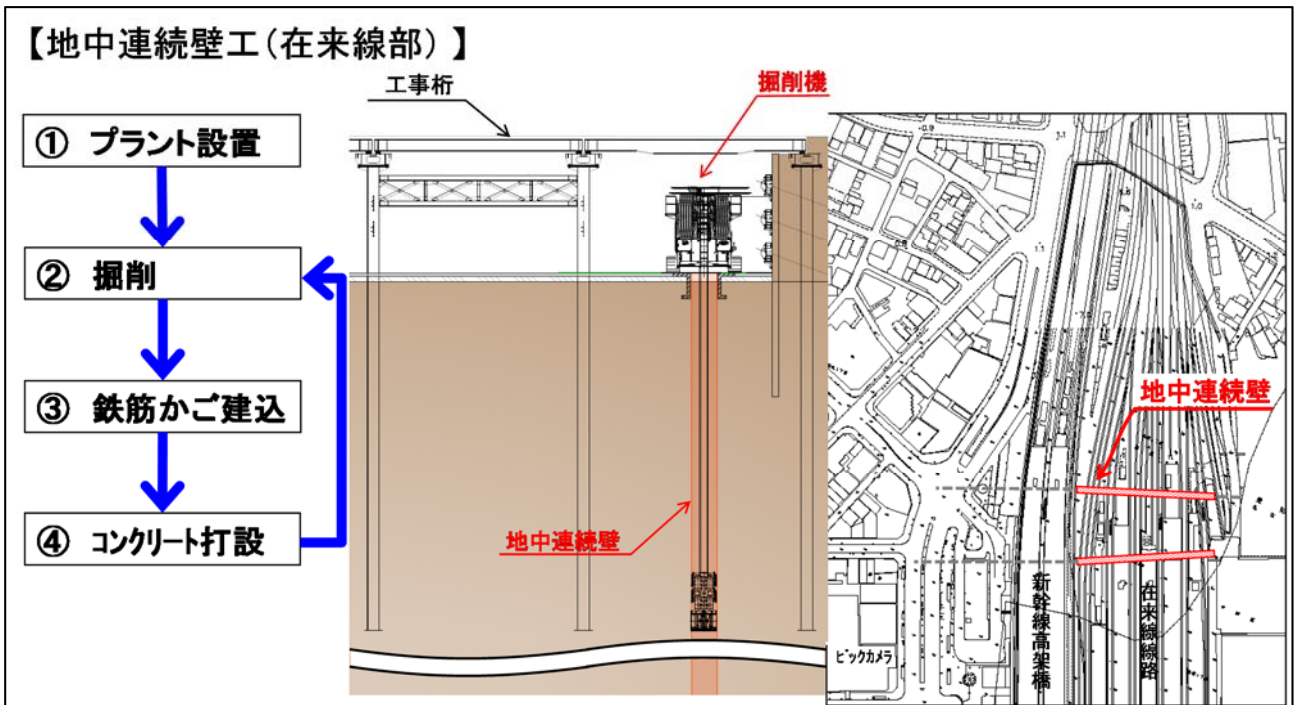 【地中連続壁工(在来線部)】
① プラント設置
② 掘削
③ 鉄筋かご建込
④ コンクリート打設
工事桁
掘削機
地中連続壁
地中連続壁
新幹線高架橋
在来線線路
ビックカメラ